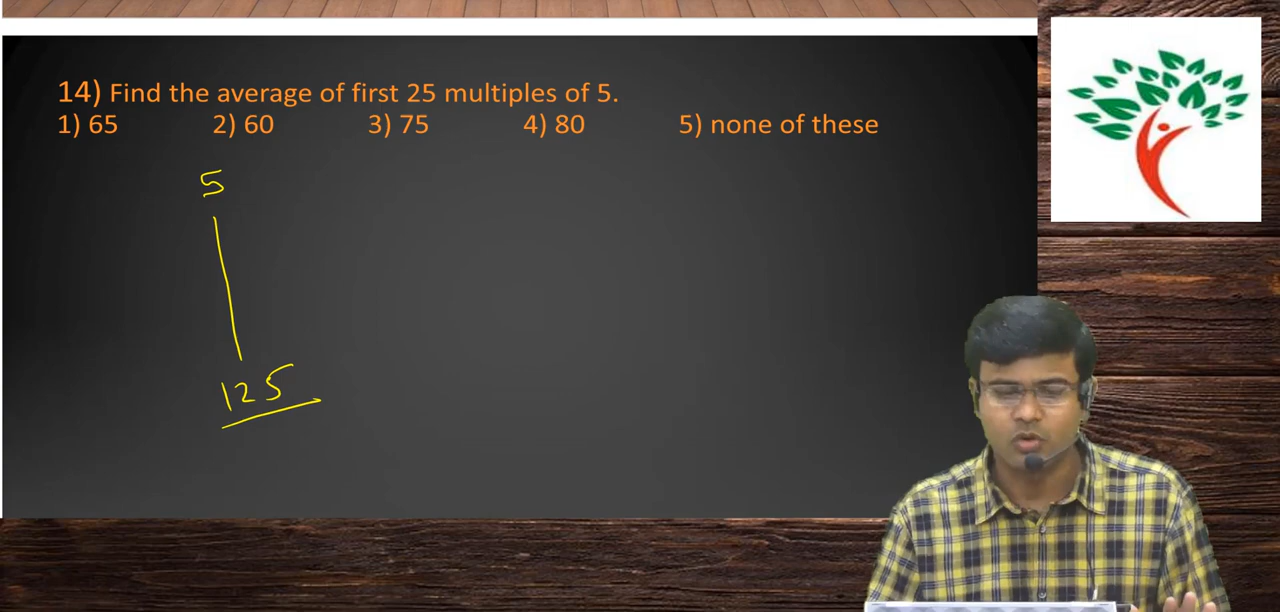 14) Find the average of first 25 multiples of 5.
1) 65 2) 60 3) 75 4) 80 5) none of these
5
125